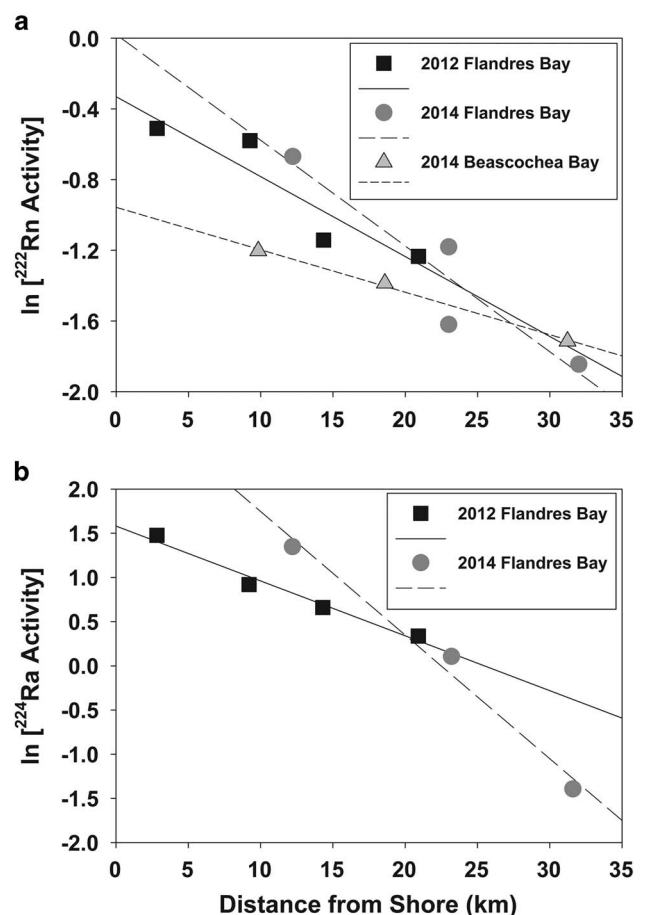 a
0.0
-0.4
-0.8
-1.2
-1.6
-2.0
ln [²²²Rn Activity]
2012 Flandres Bay
2014 Flandres Bay
2014 Beascochea Bay
0 5 10 15 20 25 30 35
b
2.0
1.5
1.0
0.5
0.0
-0.5
-1.0
-1.5
-2.0
ln [²²⁴Ra Activity]
2012 Flandres Bay
2014 Flandres Bay
0 5 10 15 20 25 30 35
Distance from Shore (km)